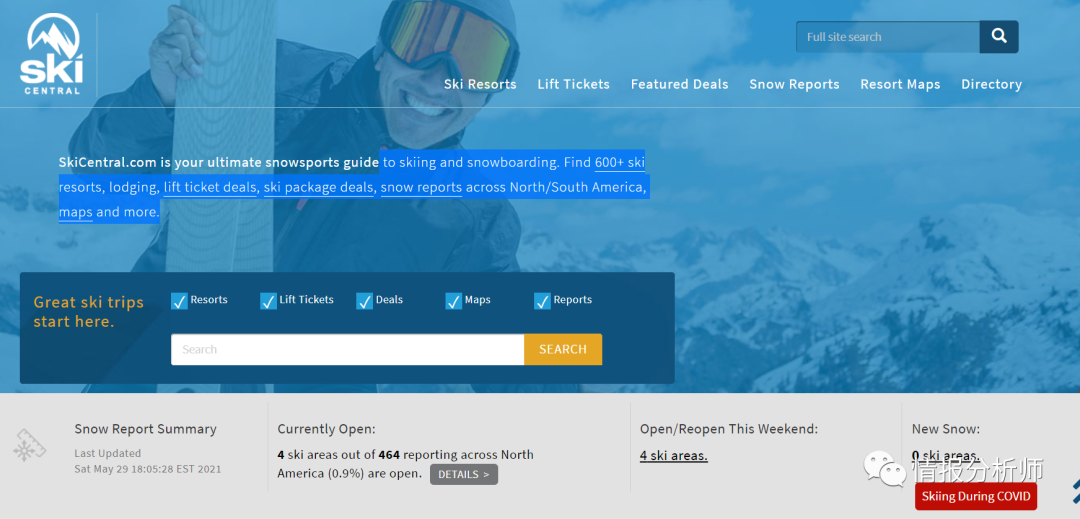 ski
CENTRAL
Full site search
Ski Resorts Lift Tickets Featured Deals Snow Reports Resort Maps Directory
SkiCentral.com is your ultimate snowsports guide to skiing and snowboarding. Find 600+ ski
resorts, lodging, lift ticket deals, ski package deals, snow reports across North/South America,
maps and more.
Great ski trips
start here.
Resorts Lift Tickets Deals Maps Reports
Search SEARCH
Snow Report Summary
Last Updated
Sat May 29 18:05:28 EST 2021
Currently Open:
4 ski areas out of 464 reporting across North
America (0.9%) are open. DETAILS >
Open/Reopen This Weekend:
4 ski areas.
New Snow:
0 ski areas.
情报分析师
Skiing During COVID